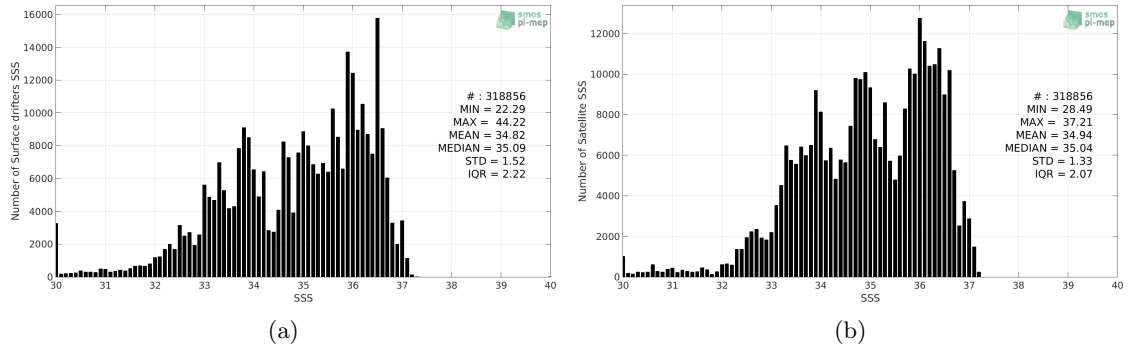 16000
14000
12000
10000
8000
6000
4000
2000
0
Number of Surface drifters SSS
smos
pi-mep
# : 318856
MIN = 22.29
MAX = 44.22
MEAN = 34.82
MEDIAN = 35.09
STD = 1.52
IQR = 2.22
30 31 32 33 34 35 36 37 38 39 40
SSS
(a)
12000
10000
8000
6000
4000
2000
0
Number of Satellite SSS
smos
pi-mep
# : 318856
MIN = 28.49
MAX = 37.21
MEAN = 34.94
MEDIAN = 35.04
STD = 1.33
IQR = 2.07
30 31 32 33 34 35 36 37 38 39 40
SSS
(b)